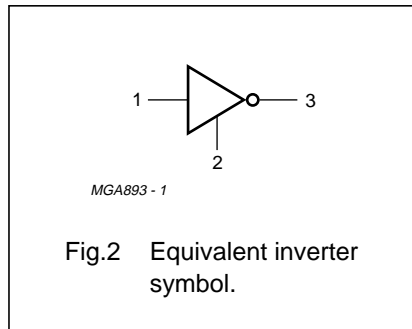 1
3
2
MGA893 - 1
Fig.2 Equivalent inverter
symbol.